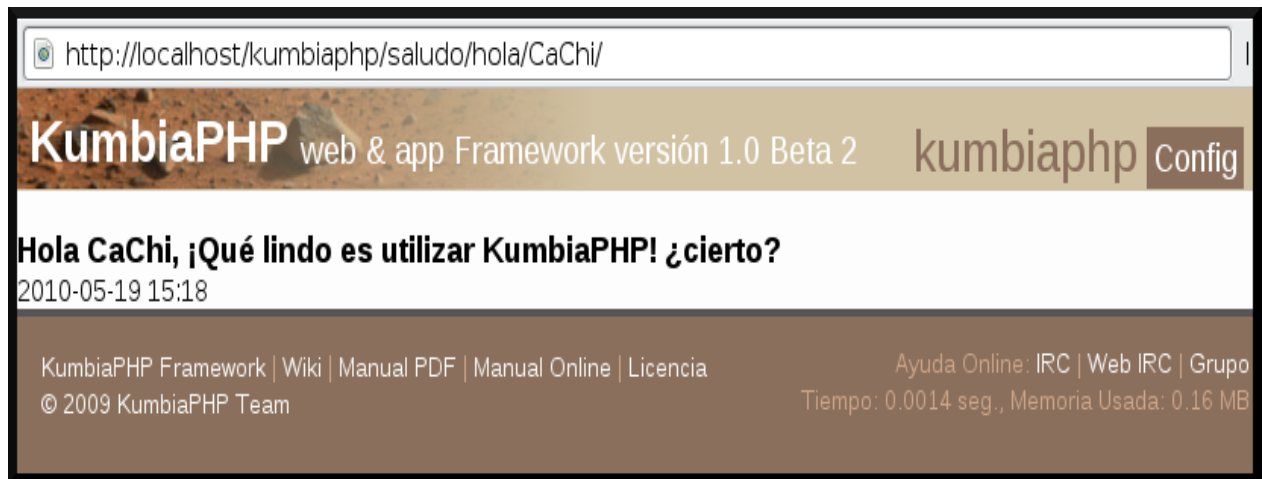 http://localhost/kumbiaphp/saludo/hola/CaChi/
KumbiaPHP web & app Framework versión 1.0 Beta 2 kumbiaphp Config
Hola CaChi, ¡Qué lindo es utilizar KumbiaPHP! ¿cierto?
2010-05-19 15:18
KumbiaPHP Framework | Wiki | Manual PDF | Manual Online | Licencia
Ayuda Online: IRC | Web IRC | Grupo
© 2009 KumbiaPHP Team
Tiempo: 0.0014 seg., Memoria Usada: 0.16 MB